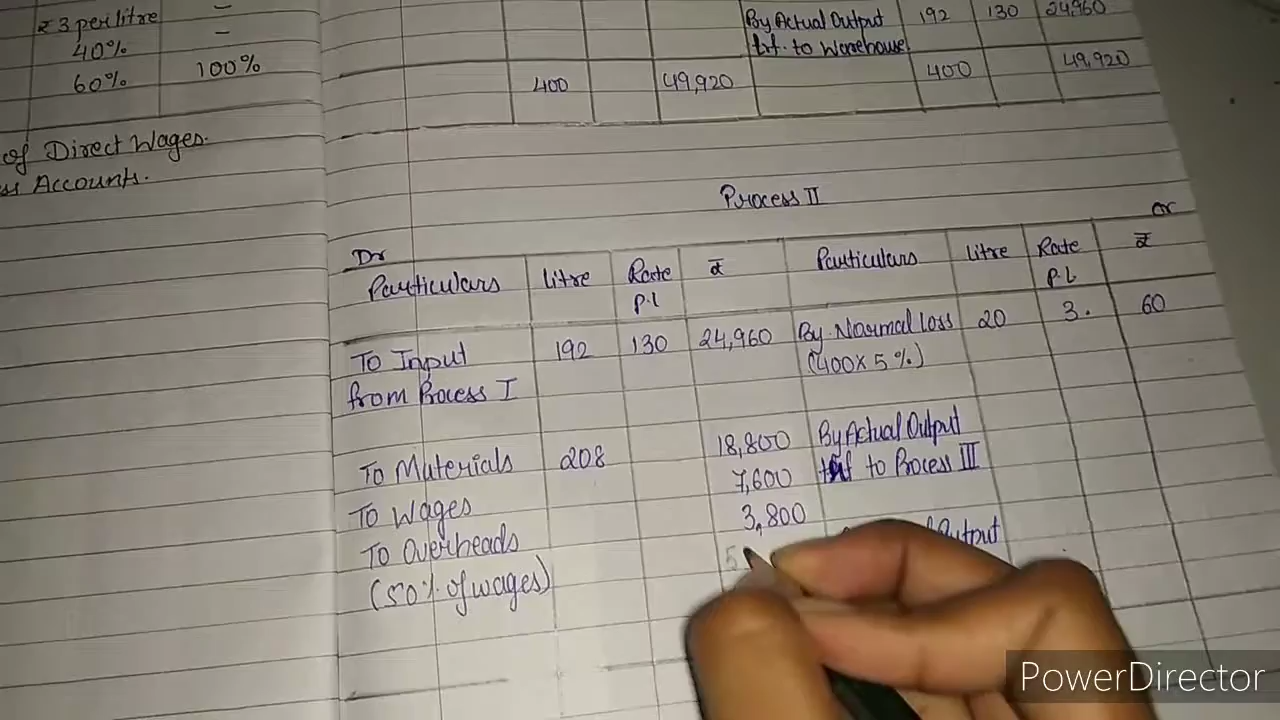 ₹3 per litre -
40% -
60% 100%
of Direct Wages.
Accounts.
By Actual Output 192 130 24,960
trf. to Warehouse
400 49,920 400 49,920
Process II
Dr cr
Particulars litre Rate p.l ₹ Particulars litre Rate p.l ₹
To Input 192 130 24,960 By Normal Loss 20 3. 60
from Process I (400x5%)
To Materials 208 18,800 By Actual Output
To Wages 7,600 trf to Process III
To Overheads 3,800
(50% of wages) 5 Output
PowerDirector